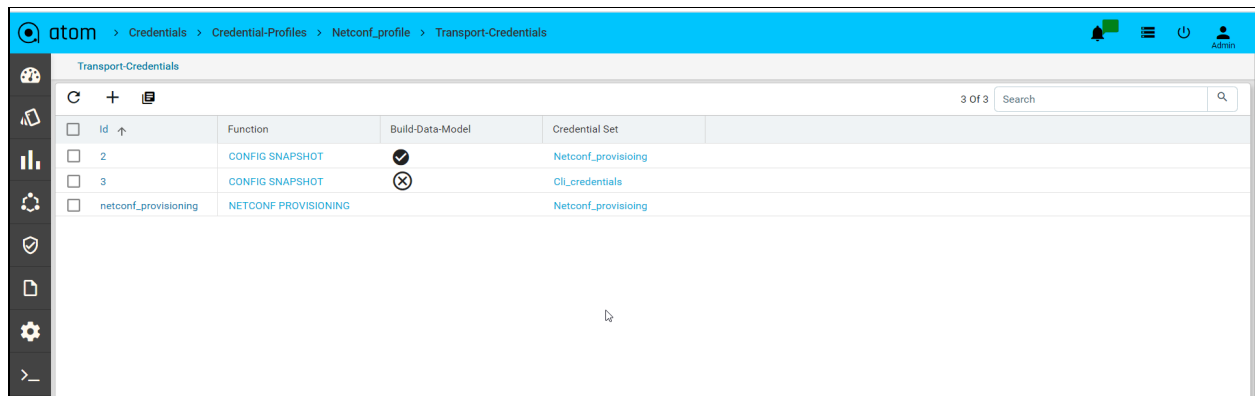 atom > Credentials > Credential-Profiles > Netconf_profile > Transport-Credentials
Admin
Transport-Credentials
3 Of 3 Search
Id Function Build-Data-Model Credential Set
2 CONFIG SNAPSHOT Netconf_provisioing
3 CONFIG SNAPSHOT Cli_credentials
netconf_provisioning NETCONF PROVISIONING Netconf_provisioing